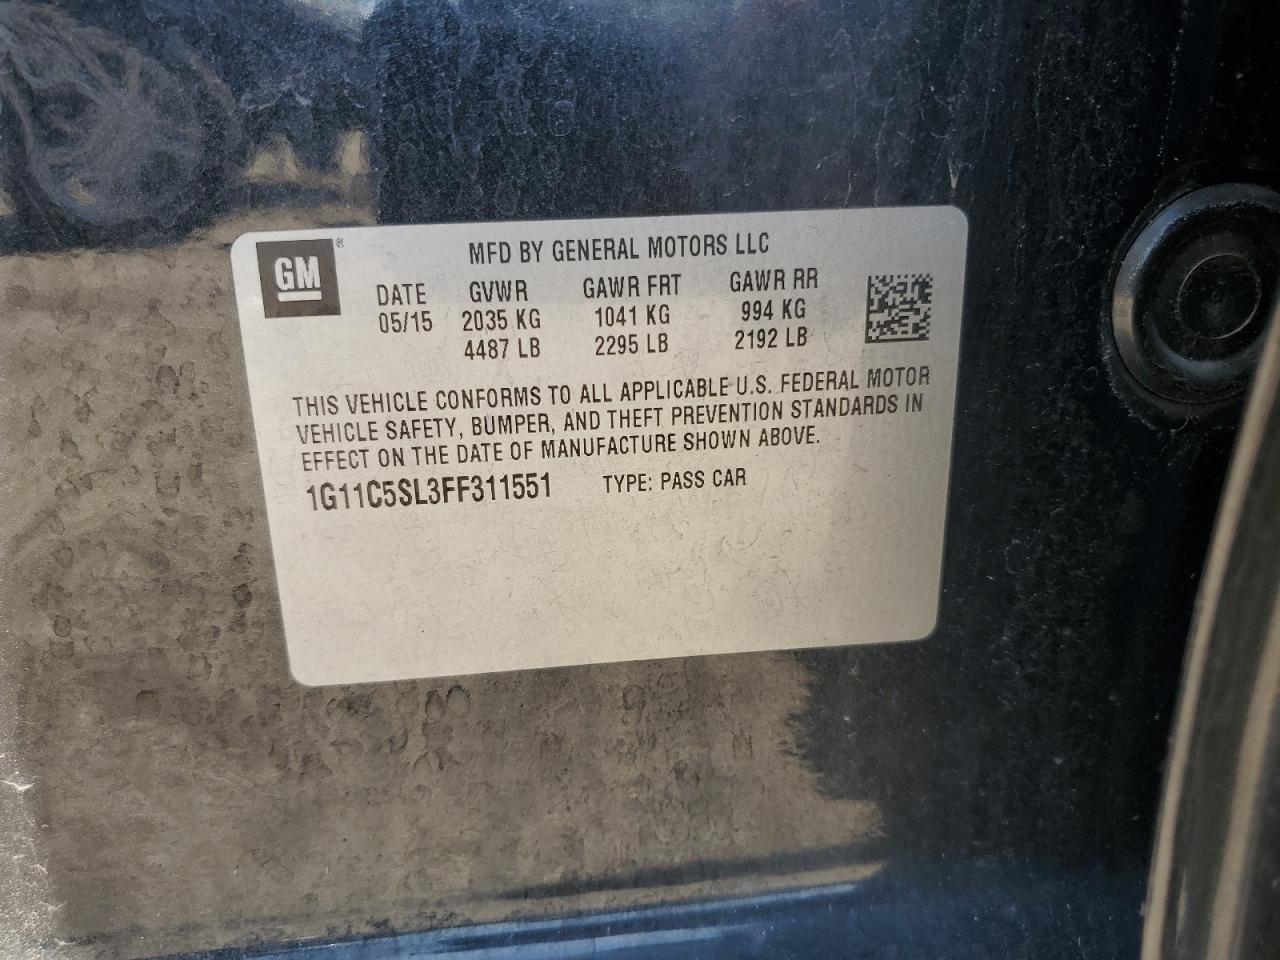 GM ®
MFD BY GENERAL MOTORS LLC
DATE GVWR GAWR FRT GAWR RR
05/15 2035 KG 1041 KG 994 KG
4487 LB 2295 LB 2192 LB
THIS VEHICLE CONFORMS TO ALL APPLICABLE U.S. FEDERAL MOTOR
VEHICLE SAFETY, BUMPER, AND THEFT PREVENTION STANDARDS IN
EFFECT ON THE DATE OF MANUFACTURE SHOWN ABOVE.
1G11C5SL3FF311551 TYPE: PASS CAR